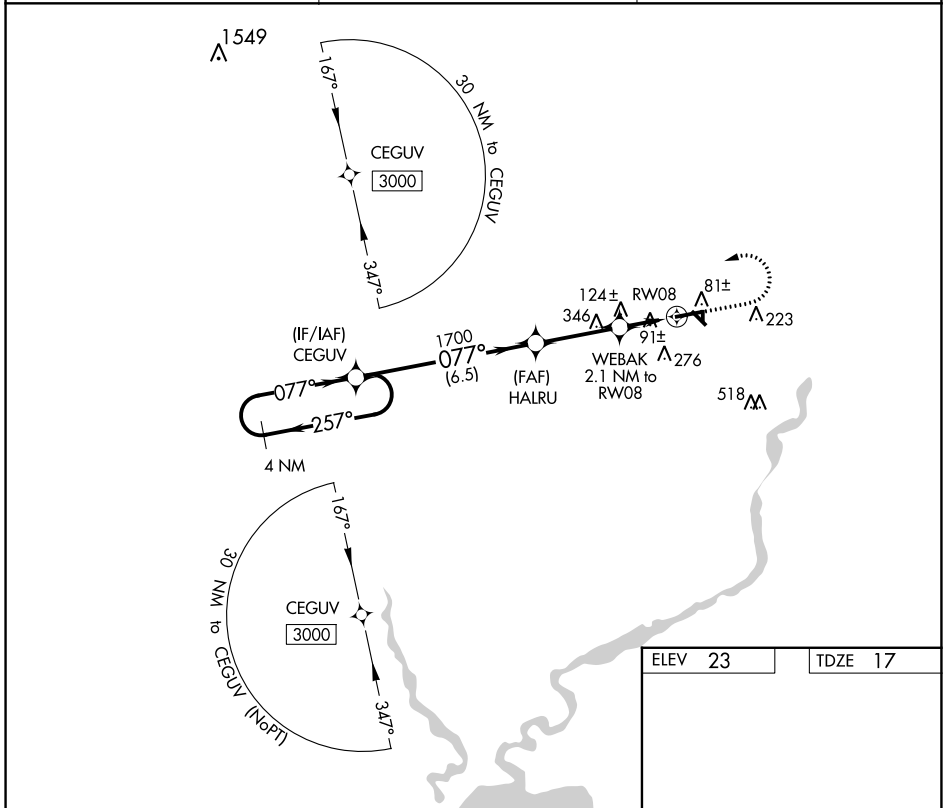 1549
167°
30 NM to CEGUV
CEGUV
3000
347°
124±
RW08
81±
346
91±
223
(IF/IAF)
CEGUV
1700
077°
(6.5)
276
WEBAK
2.1 NM to
RW08
(FAF)
HALRU
077°
257°
518
4 NM
167°
30 NM to CEGUV (NoPT)
CEGUV
3000
347°
ELEV 23
TDZE 17